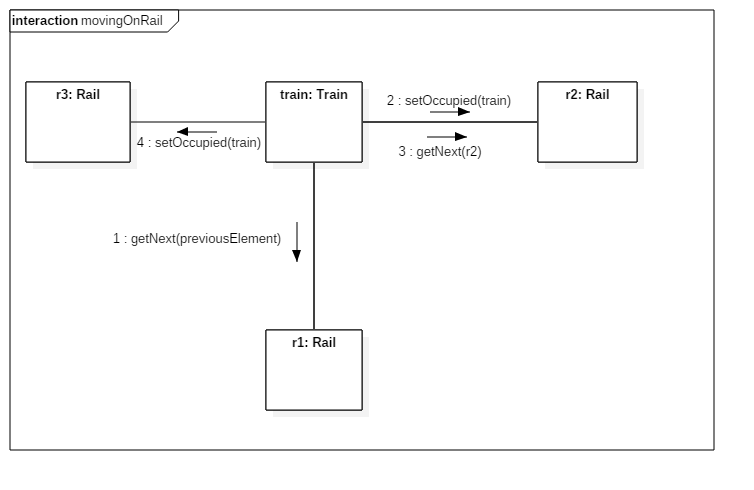 interaction movingOnRail
r3: Rail
train: Train
r2: Rail
2 : setOccupied(train)
4 : setOccupied(train)
3 : getNext(r2)
1 : getNext(previousElement)
r1: Rail